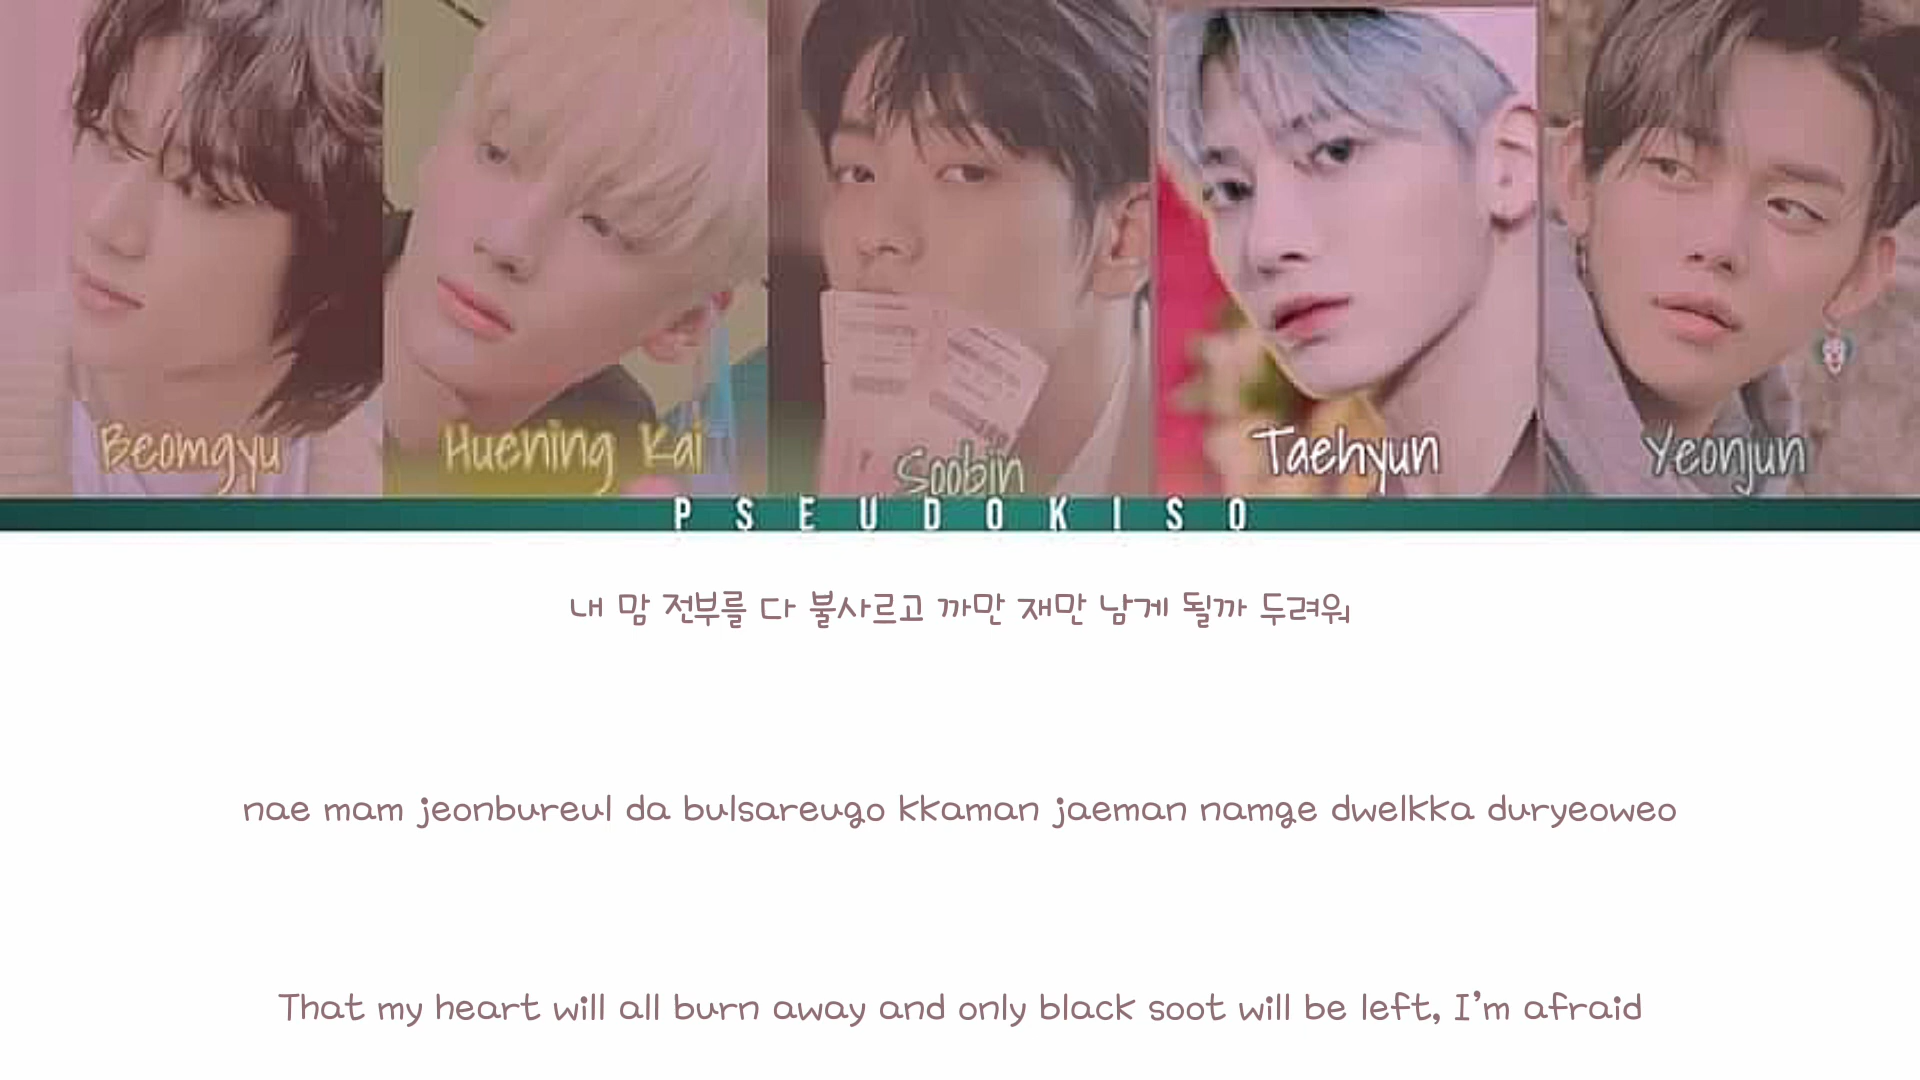 Beomgyu Huening Kai Soobin Taehyun Yeonjun
PSEUDOKISO
내 맘 전부를 다 불사르고 까만 재만 남게 될까 두려워
nae mam jeonbureul da bulsareugo kkaman jaeman namge dwelkka duryeoweo
That my heart will all burn away and only black soot will be left, I'm afraid